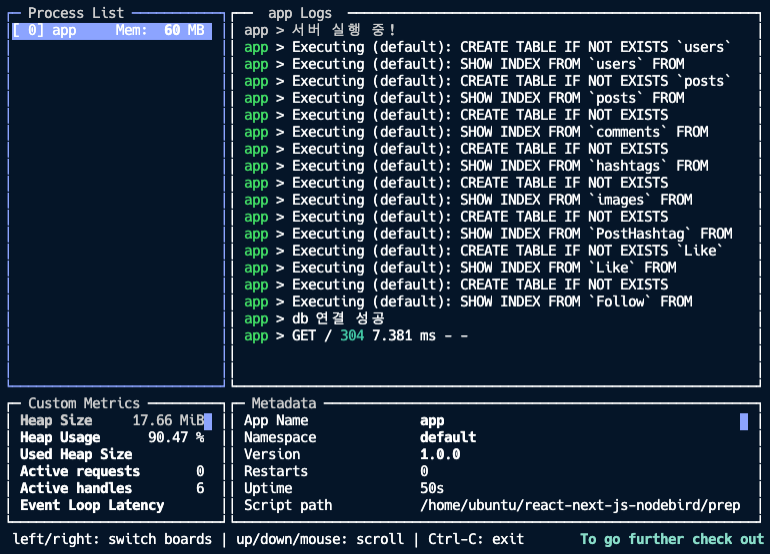 Process List
[ 0] app Mem: 60 MB
app Logs
app > 서버 실행 중!
app > Executing (default): CREATE TABLE IF NOT EXISTS `users`
app > Executing (default): SHOW INDEX FROM `users` FROM
app > Executing (default): CREATE TABLE IF NOT EXISTS `posts`
app > Executing (default): SHOW INDEX FROM `posts` FROM
app > Executing (default): CREATE TABLE IF NOT EXISTS
app > Executing (default): SHOW INDEX FROM `comments` FROM
app > Executing (default): CREATE TABLE IF NOT EXISTS
app > Executing (default): SHOW INDEX FROM `hashtags` FROM
app > Executing (default): CREATE TABLE IF NOT EXISTS
app > Executing (default): SHOW INDEX FROM `images` FROM
app > Executing (default): CREATE TABLE IF NOT EXISTS
app > Executing (default): SHOW INDEX FROM `PostHashtag` FROM
app > Executing (default): CREATE TABLE IF NOT EXISTS `Like`
app > Executing (default): SHOW INDEX FROM `Like` FROM
app > Executing (default): CREATE TABLE IF NOT EXISTS
app > Executing (default): SHOW INDEX FROM `Follow` FROM
app > db 연결 성공
app > GET / 304 7.381 ms - -
Custom Metrics
Heap Size 17.66 MiB
Heap Usage 90.47 %
Used Heap Size
Active requests 0
Active handles 6
Event Loop Latency
Metadata
App Name app
Namespace default
Version 1.0.0
Restarts 0
Uptime 50s
Script path /home/ubuntu/react-next-js-nodebird/prep
left/right: switch boards | up/down/mouse: scroll | Ctrl-C: exit To go further check out